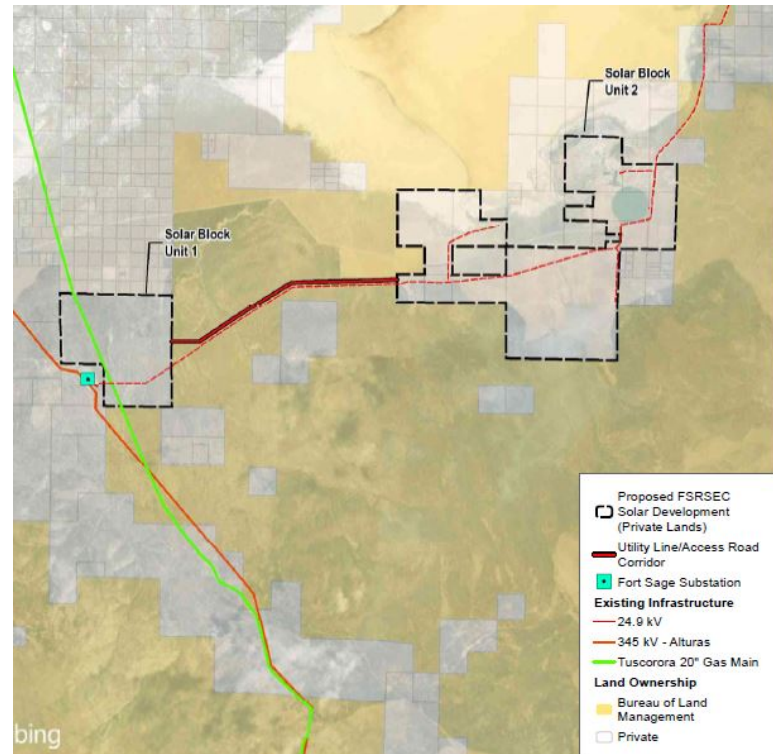 Solar Block
Unit 2
Solar Block
Unit 1
Proposed FSRSEC
Solar Development
(Private Lands)
Utility Line/Access Road
Corridor
Fort Sage Substation
Existing Infrastructure
24.9 kV
345 kV - Alturas
Tuscorora 20" Gas Main
Land Ownership
Bureau of Land
Management
Private
bing